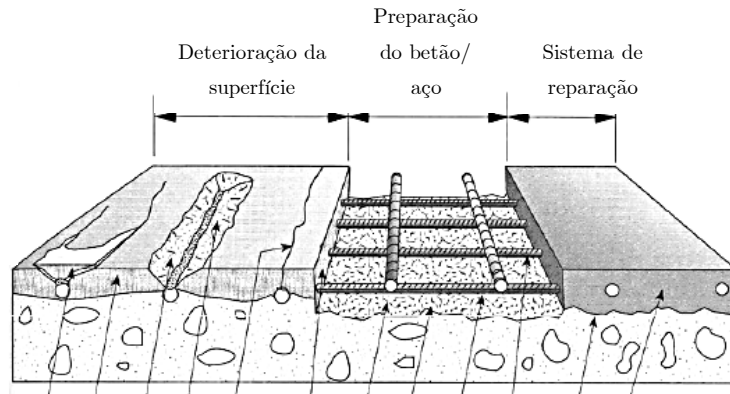 Deterioração da
superfície
Preparação
do betão/
aço
Sistema de
reparação